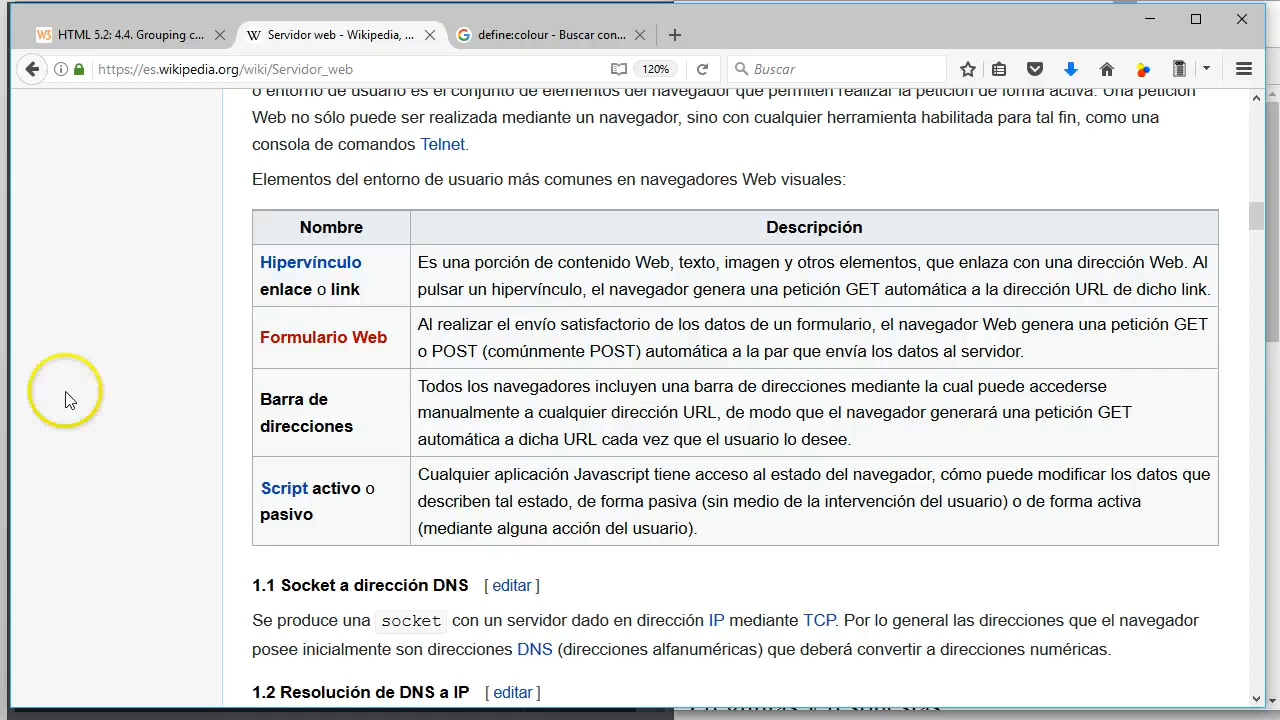 HTML 5.2: 4.4. Grouping c...
Servidor web - Wikipedia, ...
define:colour - Buscar con...
https://es.wikipedia.org/wiki/Servidor_web
120%
Buscar
o entorno de usuario es el conjunto de elementos del navegador que permiten realizar la petición de forma activa. Una petición
Web no sólo puede ser realizada mediante un navegador, sino con cualquier herramienta habilitada para tal fin, como una
consola de comandos Telnet.
Elementos del entorno de usuario más comunes en navegadores Web visuales:
Nombre
Descripción
Hipervínculo
enlace o link
Es una porción de contenido Web, texto, imagen y otros elementos, que enlaza con una dirección Web. Al
pulsar un hipervínculo, el navegador genera una petición GET automática a la dirección URL de dicho link.
Formulario Web
Al realizar el envío satisfactorio de los datos de un formulario, el navegador Web genera una petición GET
o POST (comúnmente POST) automática a la par que envía los datos al servidor.
Barra de
direcciones
Todos los navegadores incluyen una barra de direcciones mediante la cual puede accederse
manualmente a cualquier dirección URL, de modo que el navegador generará una petición GET
automática a dicha URL cada vez que el usuario lo desee.
Script activo o
pasivo
Cualquier aplicación Javascript tiene acceso al estado del navegador, cómo puede modificar los datos que
describen tal estado, de forma pasiva (sin medio de la intervención del usuario) o de forma activa
(mediante alguna acción del usuario).
1.1 Socket a dirección DNS [ editar ]
Se produce una socket con un servidor dado en dirección IP mediante TCP. Por lo general las direcciones que el navegador
posee inicialmente son direcciones DNS (direcciones alfanuméricas) que deberá convertir a direcciones numéricas.
1.2 Resolución de DNS a IP [ editar ]